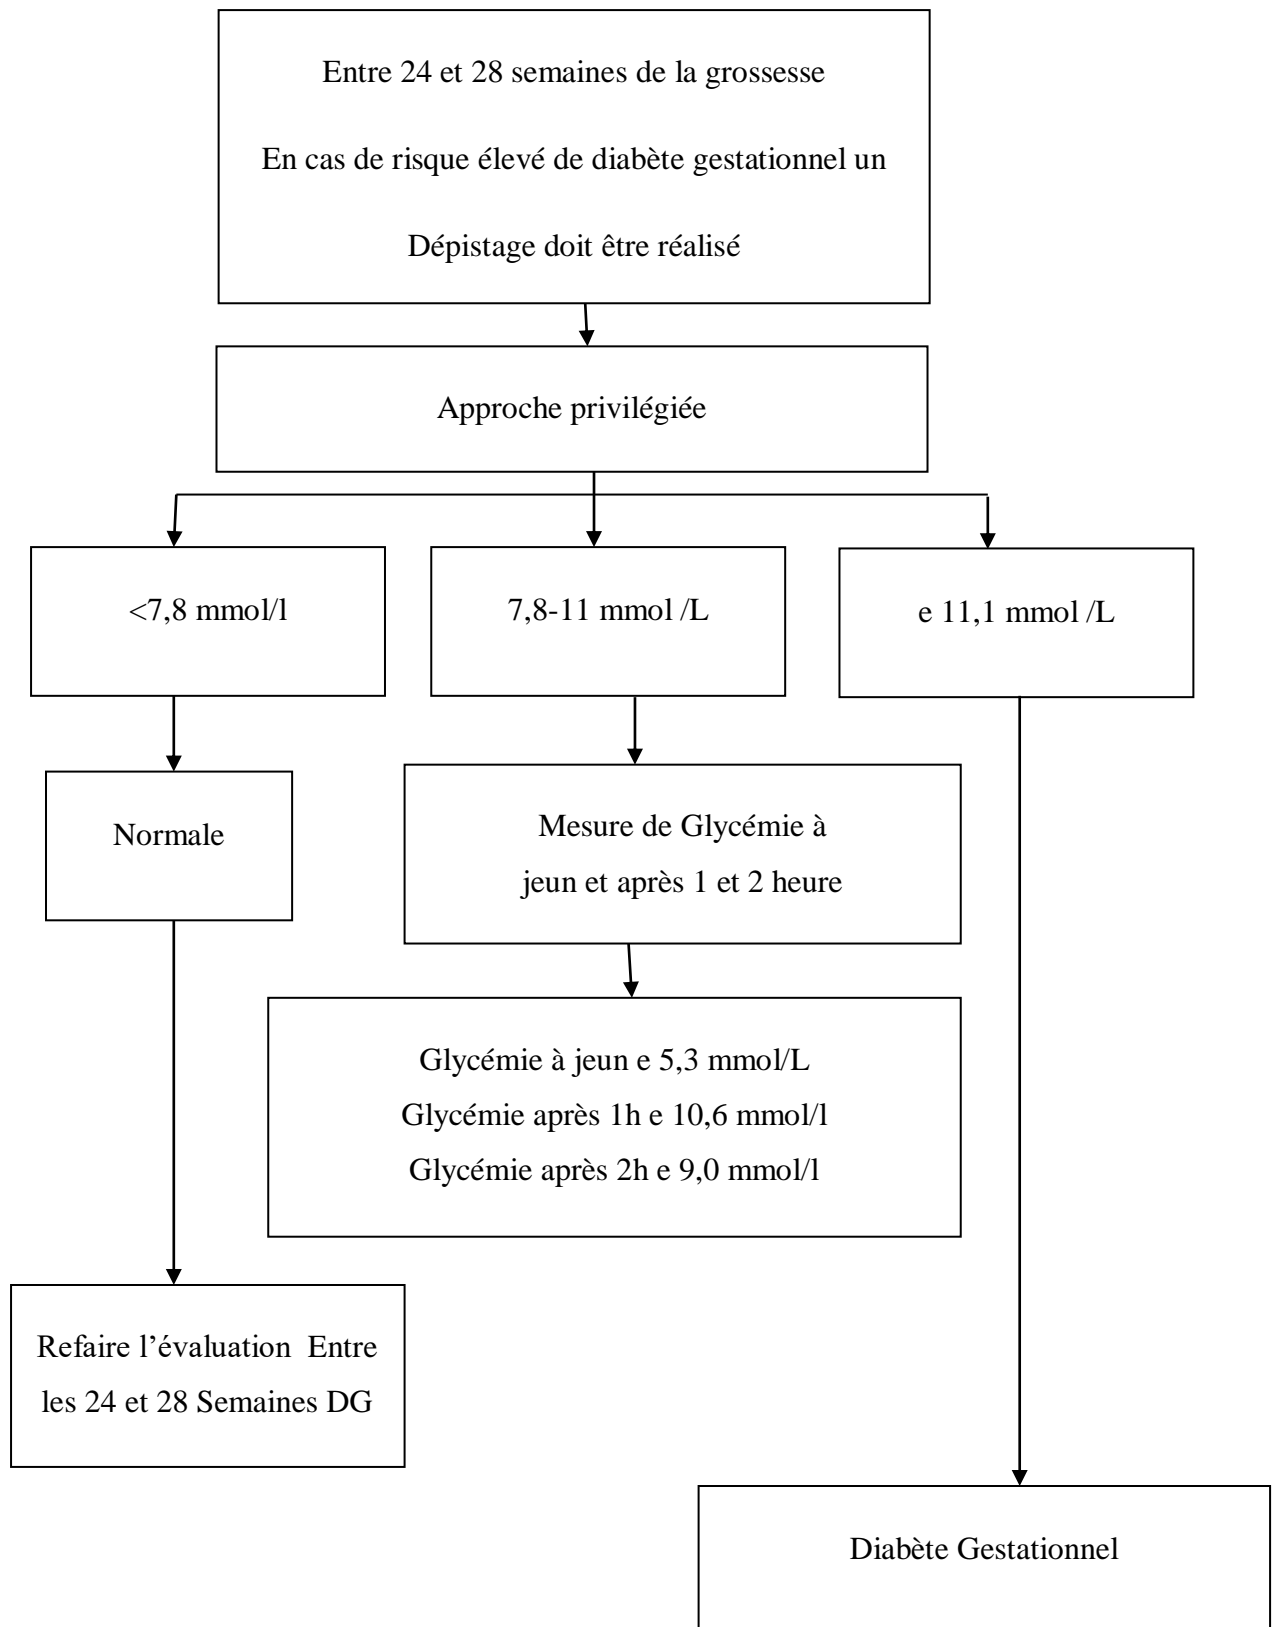 Entre 24 et 28 semaines de la grossesse
En cas de risque élevé de diabète gestationnel un
Dépistage doit être réalisé
Approche privilégiée
<7,8 mmol/l
7,8-11 mmol /L
e 11,1 mmol /L
Normale
Mesure de Glycémie à
jeun et après 1 et 2 heure
Glycémie à jeun e 5,3 mmol/L
Glycémie après 1h e 10,6 mmol/l
Glycémie après 2h e 9,0 mmol/l
Refaire l’évaluation  Entre
les 24 et 28 Semaines DG
Diabète Gestationnel